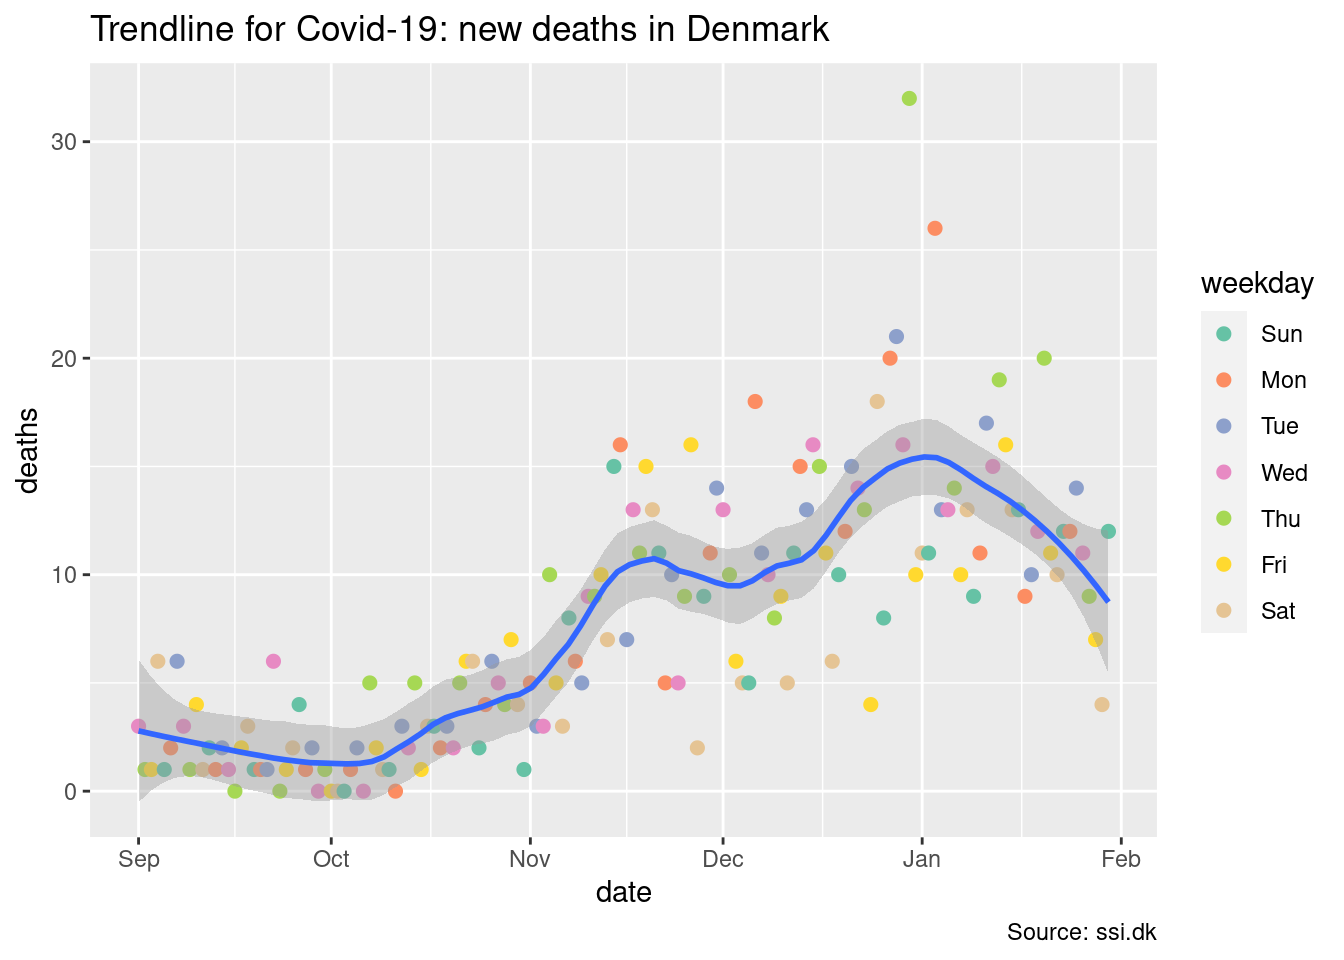 Trendline for Covid-19: new deaths in Denmark
30
20
10
0
deaths
Sep Oct Nov Dec Jan Feb
date
weekday
Sun
Mon
Tue
Wed
Thu
Fri
Sat
Source: ssi.dk